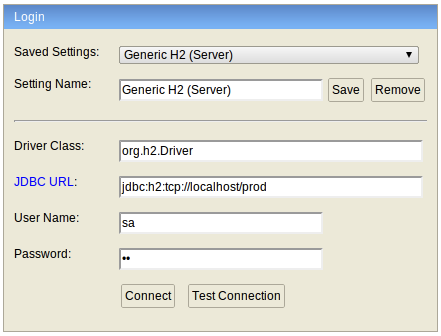 Login
Saved Settings: Generic H2 (Server)
Setting Name: Generic H2 (Server) Save Remove
Driver Class: org.h2.Driver
JDBC URL: jdbc:h2:tcp://localhost/prod
User Name: sa
Password: ••
Connect Test Connection